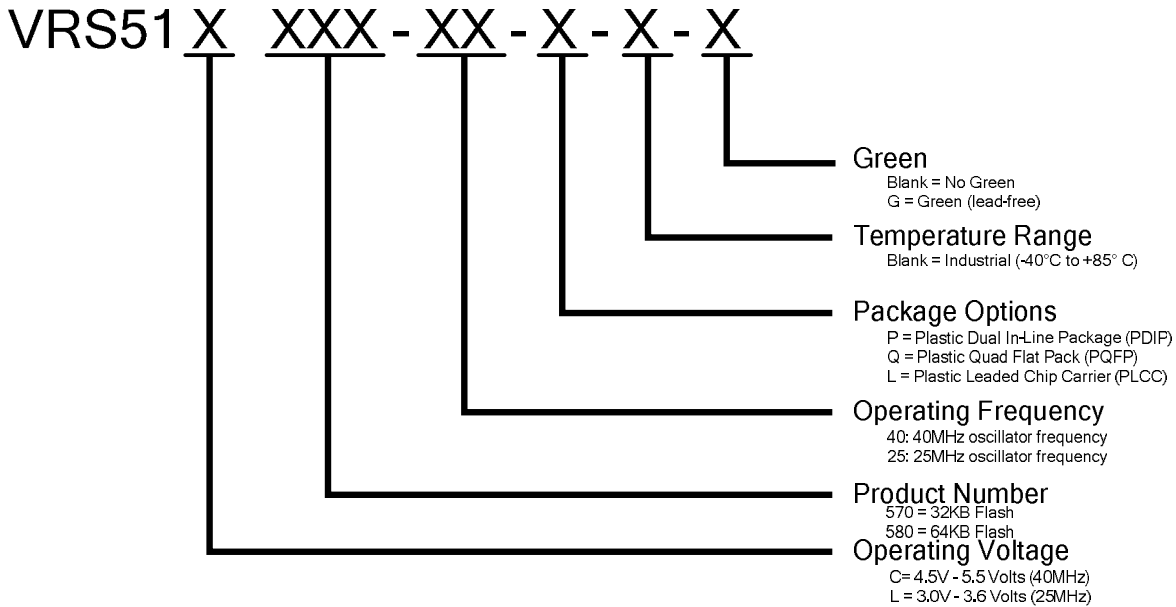 VRS51 X XXX - XX - X - X - X
Green
Blank = No Green
G = Green (lead-free)
Temperature Range
Blank = Industrial (-40°C to +85° C)
Package Options
P = Plastic Dual In-Line Package (PDIP)
Q = Plastic Quad Flat Pack (PQFP)
L = Plastic Leaded Chip Carrier (PLCC)
Operating Frequency
40: 40MHz oscillator frequency
25: 25MHz oscillator frequency
Product Number
570 = 32KB Flash
580 = 64KB Flash
Operating Voltage
C= 4.5V - 5.5 Volts (40MHz)
L = 3.0V - 3.6 Volts (25MHz)